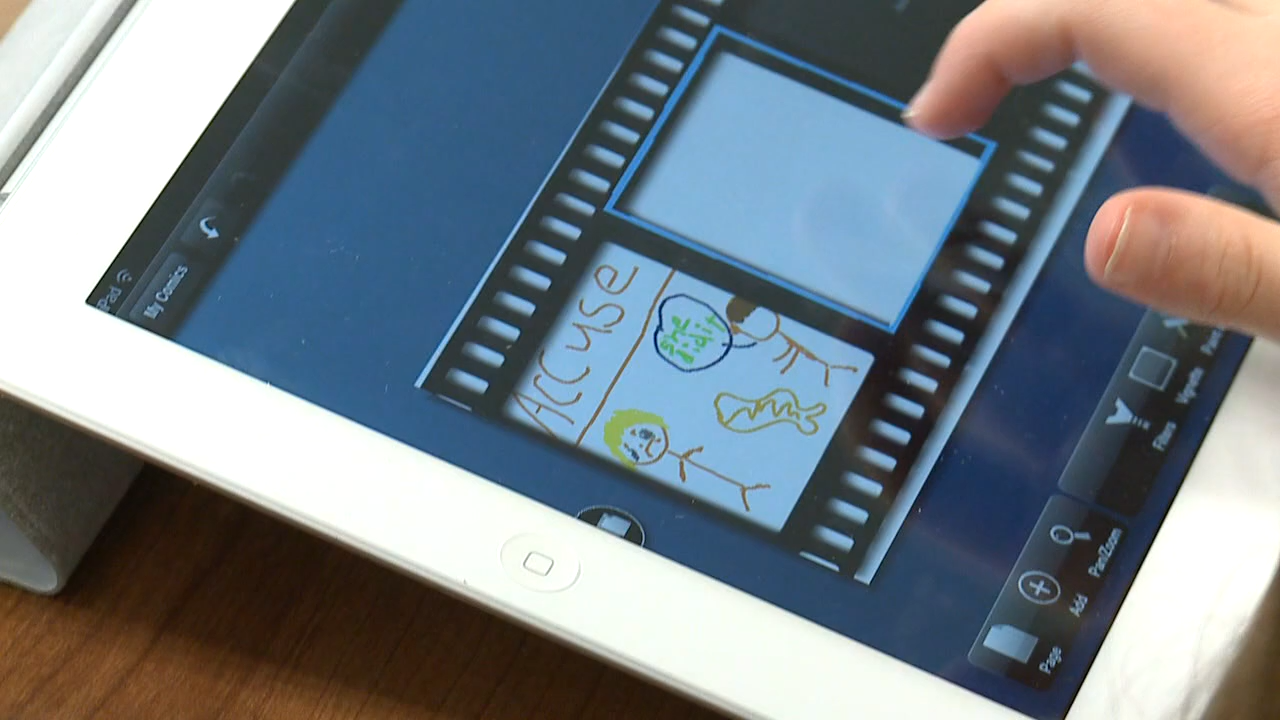 iPad
My Comics
ACCUSE
she
did it
Page
Add
Pan/Zoom
Filters
Vignette